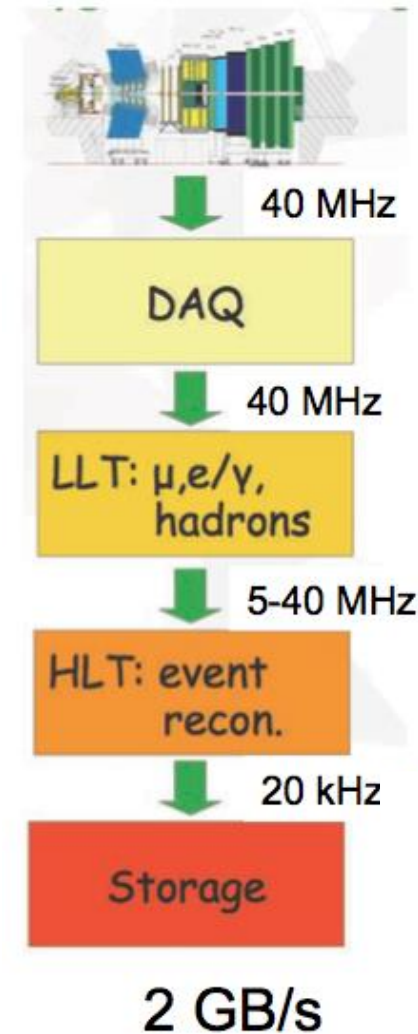 40 MHz
DAQ
40 MHz
LLT: μ,e/γ,
hadrons
5-40 MHz
HLT: event
recon.
20 kHz
Storage
2 GB/s